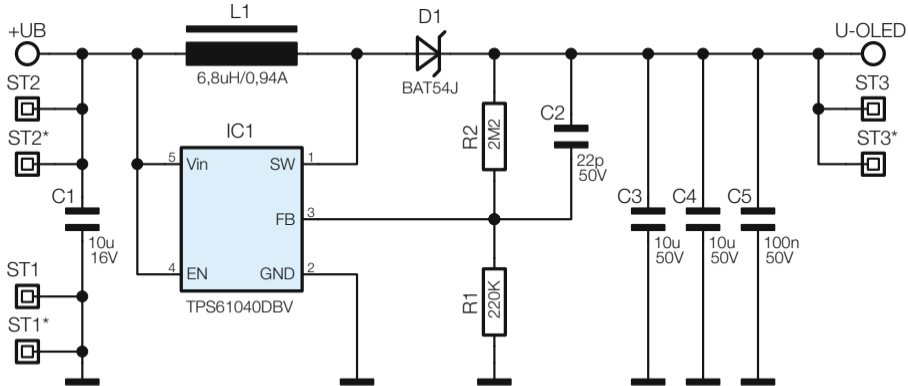 L1
D1
+UB
U-OLED
6,8uH/0,94A
BAT54J
ST2
ST3
ST2*
ST3*
IC1
R2
2M2
C2
22p
50V
5
Vin
SW
1
C1
10u
16V
FB
3
C3
10u
50V
C4
10u
50V
C5
100n
50V
ST1
4
EN
GND
2
R1
220K
TPS61040DBV
ST1*